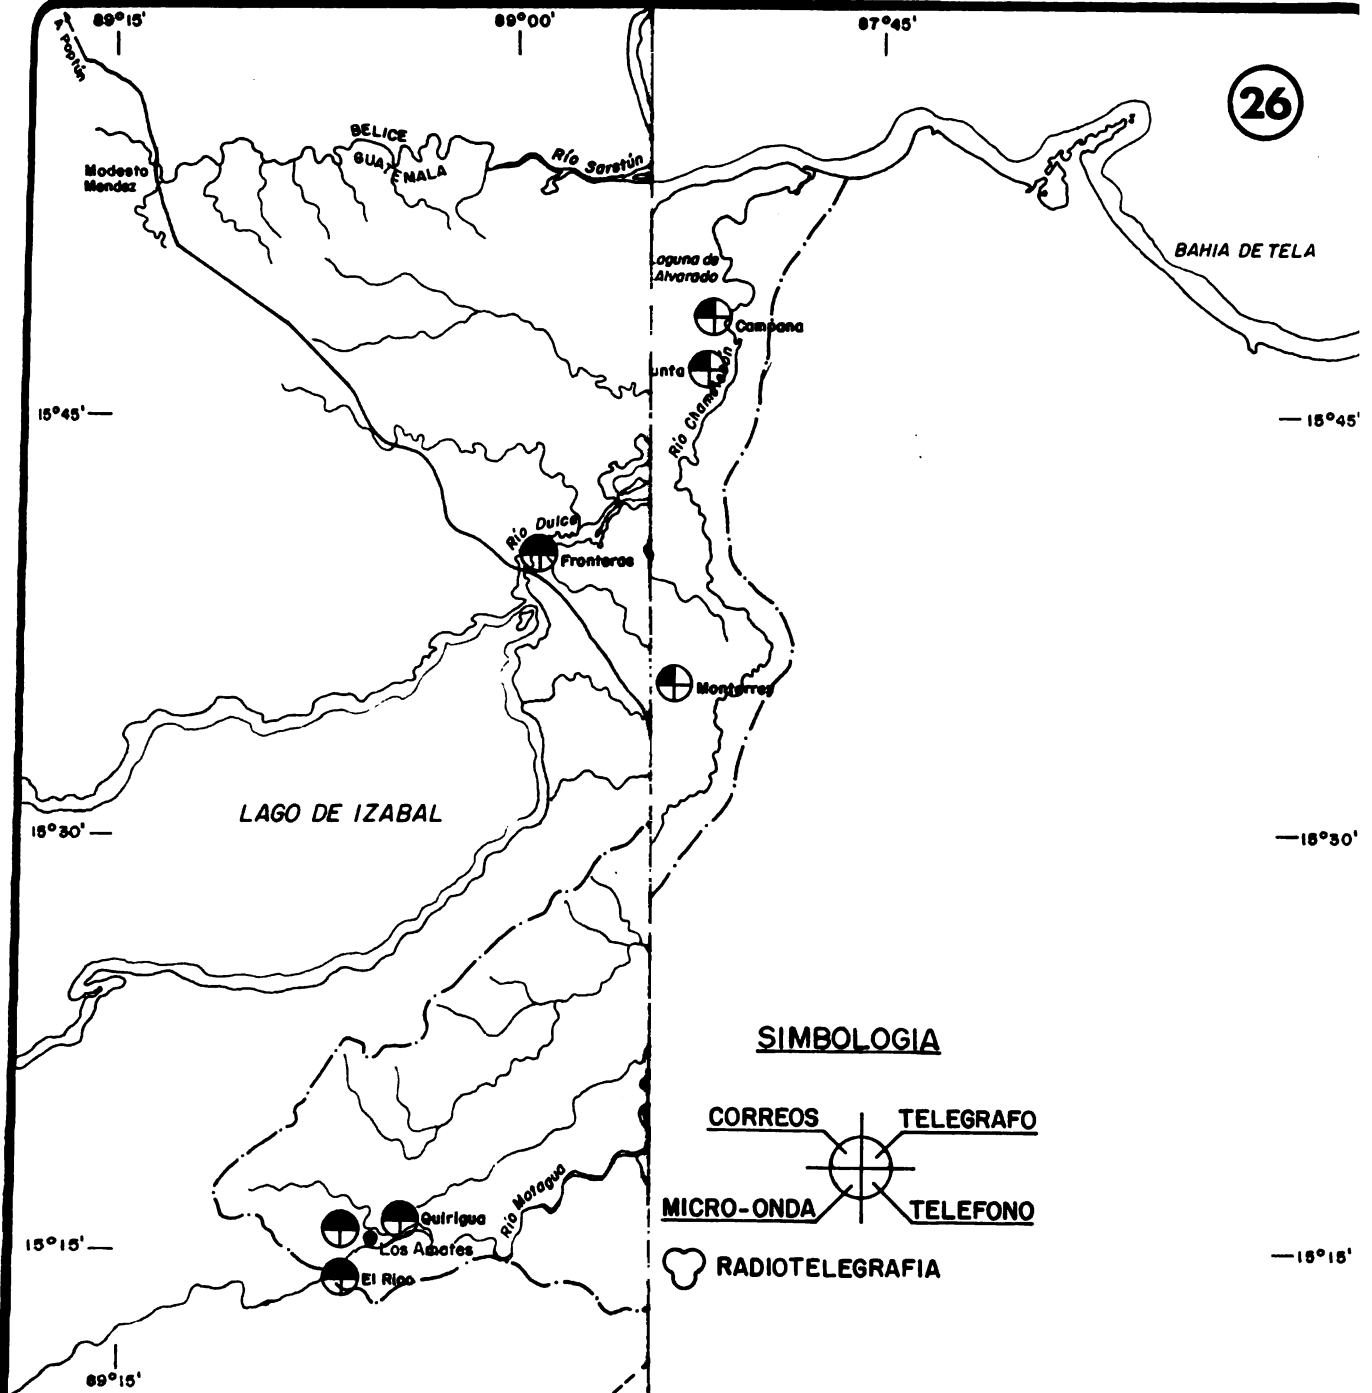 89°15'
89°00'
87°45'
Poptún
26
BELICE
GUATEMALA
Río Sarstún
Modesto
Mendez
BAHIA DE TELA
Laguna de
Alvarado
Campana
unta
Río Chamelecón
15°45'
15°45'
Río Dulce
Fronteras
Monterrey
LAGO DE IZABAL
15°30'
15°30'
SIMBOLOGIA
CORREOS
TELEGRAFO
MICRO-ONDA
TELEFONO
Río Motagua
Quirigua
Los Amates
15°15'
15°15'
El Rico
RADIOTELEGRAFIA
89°15'